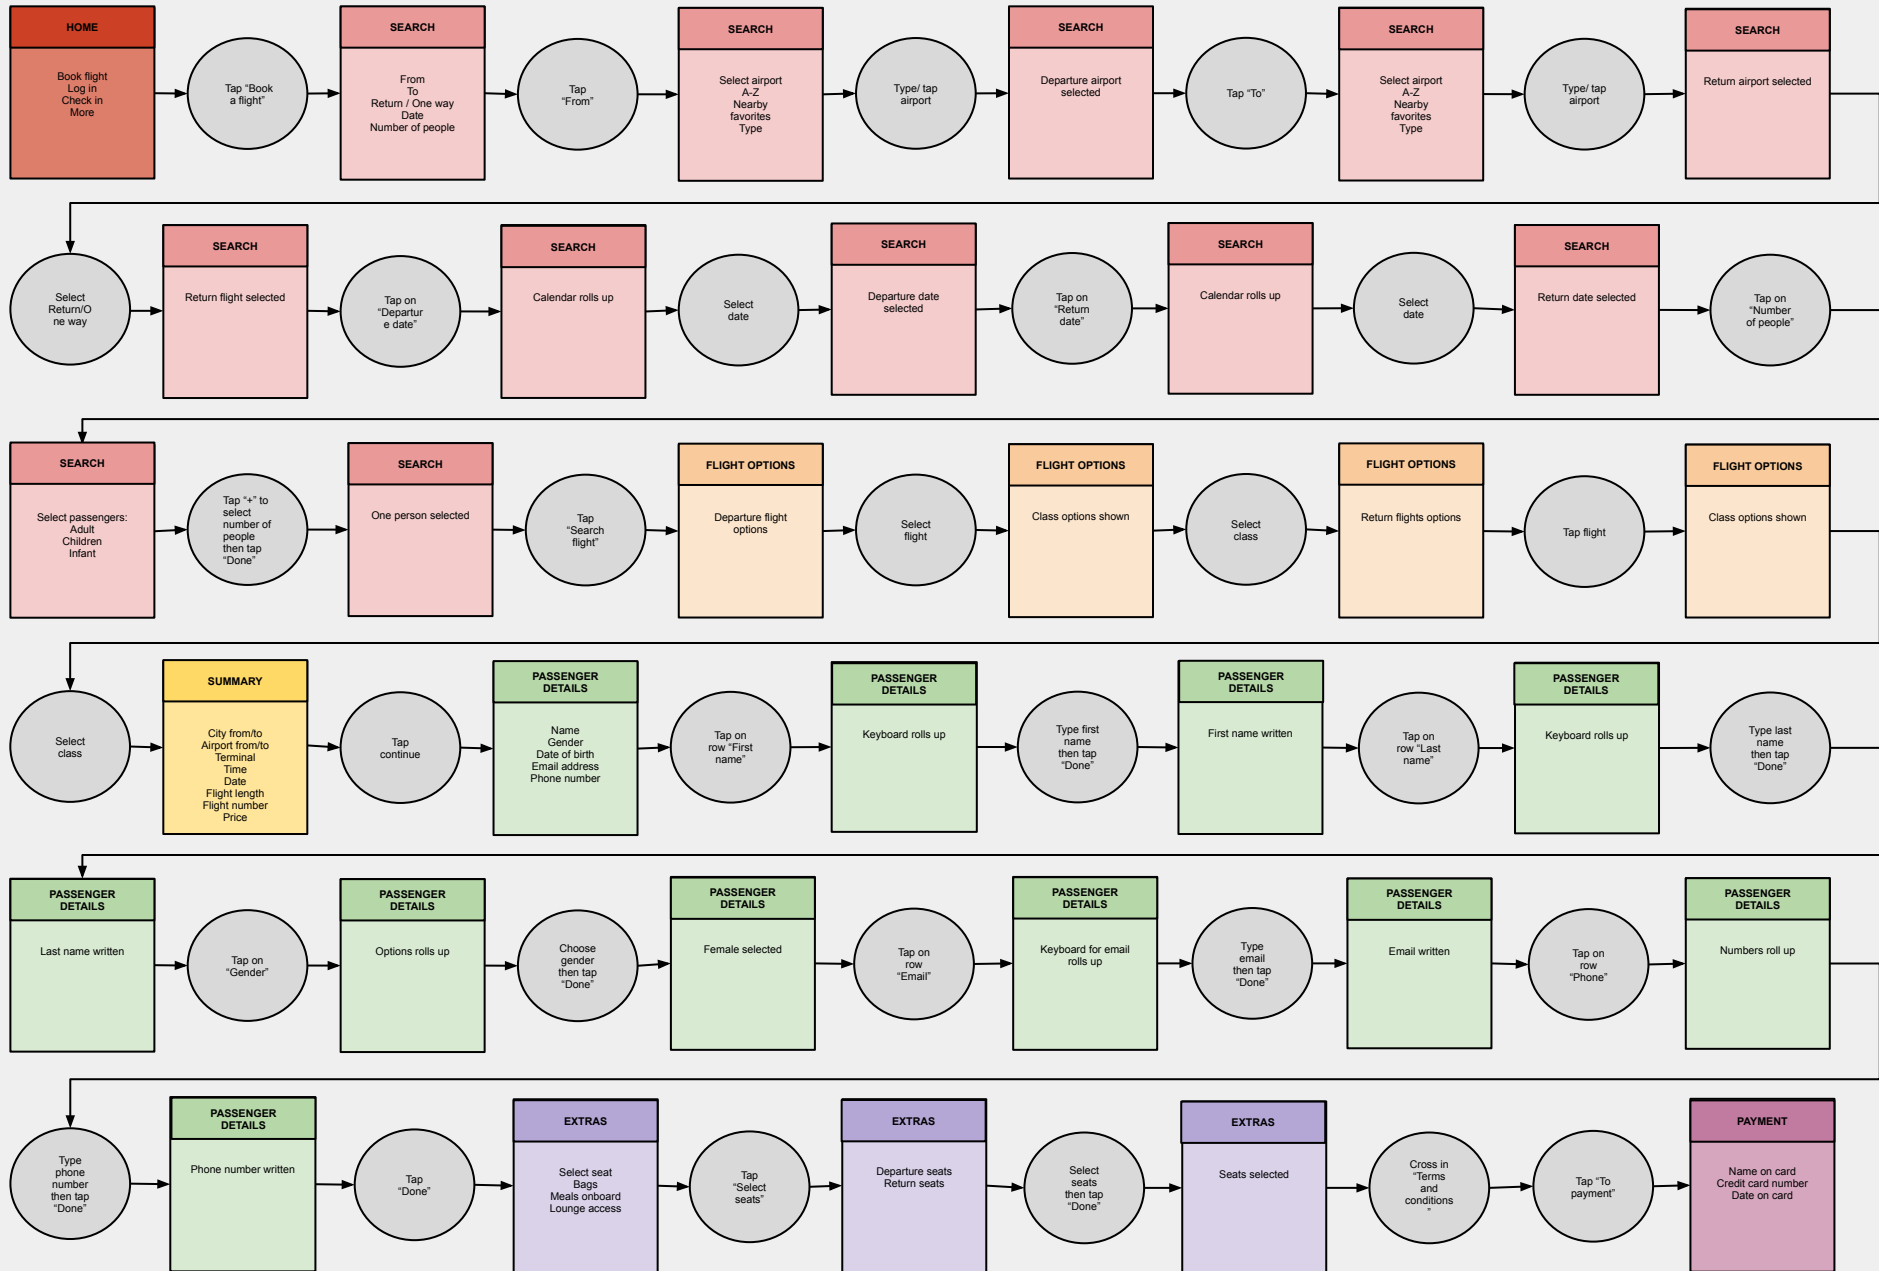 HOME
Book flight
Log in
Check in
More
Tap “Book
a flight”
SEARCH
From
To
Return / One way
Date
Number of people
Tap
“From”
SEARCH
Select airport
A-Z
Nearby
favorites
Type
Type/ tap
airport
SEARCH
Departure airport
selected
Tap “To”
SEARCH
Select airport
A-Z
Nearby
favorites
Type
Type/ tap
airport
SEARCH
Return airport selected
Select
Return/O
ne way
SEARCH
Return flight selected
Tap on
“Departur
e date”
SEARCH
Calendar rolls up
Select
date
SEARCH
Departure date
selected
Tap on
“Return
date”
SEARCH
Calendar rolls up
Select
date
SEARCH
Return date selected
Tap on
“Number
of people”
SEARCH
Select passengers:
Adult
Children
Infant
Tap “+” to
select
number of
people
then tap
“Done”
SEARCH
One person selected
Tap
“Search
flight”
FLIGHT OPTIONS
Departure flight
options
Select
flight
FLIGHT OPTIONS
Class options shown
Select
class
FLIGHT OPTIONS
Return flights options
Tap flight
FLIGHT OPTIONS
Class options shown
Select
class
SUMMARY
City from/to
Airport from/to
Terminal
Time
Date
Flight length
Flight number
Price
Tap
continue
PASSENGER
DETAILS
Name
Gender
Date of birth
Email address
Phone number
Tap on
row “First
name”
PASSENGER
DETAILS
Keyboard rolls up
Type first
name
then tap
“Done”
PASSENGER
DETAILS
First name written
Tap on
row “Last
name”
PASSENGER
DETAILS
Keyboard rolls up
Type last
name
then tap
“Done”
PASSENGER
DETAILS
Last name written
Tap on
“Gender”
PASSENGER
DETAILS
Options rolls up
Choose
gender
then tap
“Done”
PASSENGER
DETAILS
Female selected
Tap on
row
“Email”
PASSENGER
DETAILS
Keyboard for email
rolls up
Type
email
then tap
“Done”
PASSENGER
DETAILS
Email written
Tap on
row
“Phone”
PASSENGER
DETAILS
Numbers roll up
Type
phone
number
then tap
“Done”
PASSENGER
DETAILS
Phone number written
Tap
“Done”
EXTRAS
Select seat
Bags
Meals onboard
Lounge access
Tap
“Select
seats”
EXTRAS
Departure seats
Return seats
Select
seats
then tap
“Done”
EXTRAS
Seats selected
Cross in
“Terms
and
conditions
”
Tap “To
payment”
PAYMENT
Name on card
Credit card number
Date on card